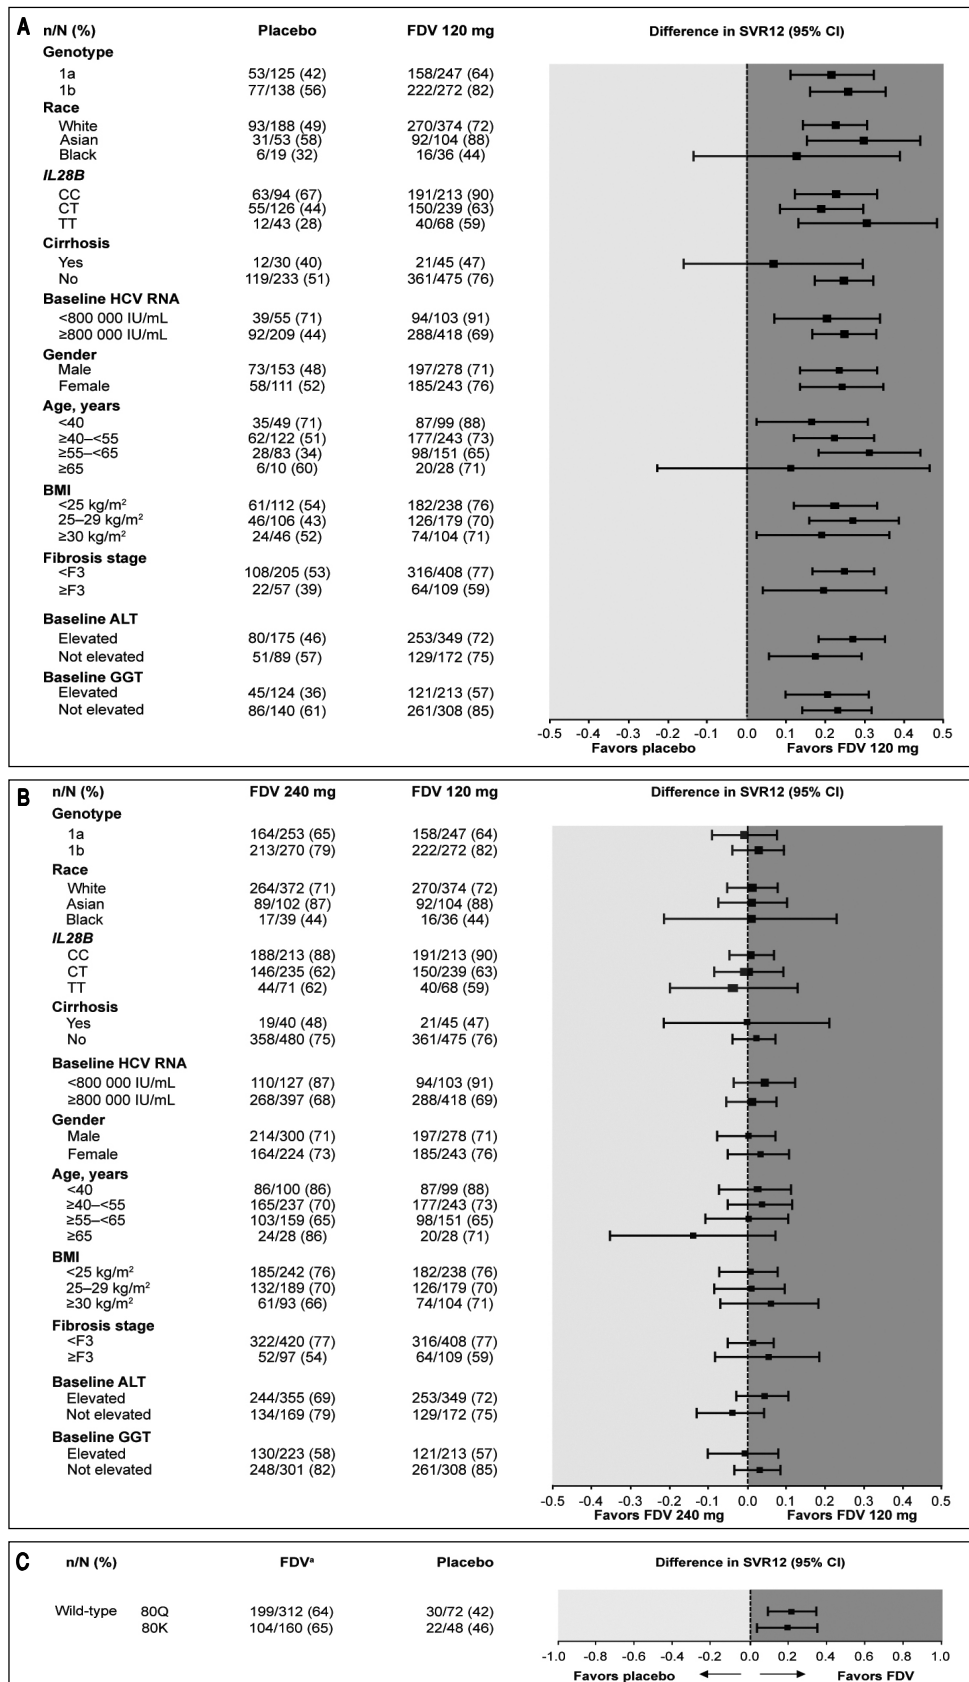 A n/N (%) Placebo FDV 120 mg Difference in SVR12 (95% CI)
Genotype
1a 53/125 (42) 158/247 (64)
1b 77/138 (56) 222/272 (82)
Race
White 93/188 (49) 270/374 (72)
Asian 31/53 (58) 92/104 (88)
Black 6/19 (32) 16/36 (44)
IL28B
CC 63/94 (67) 191/213 (90)
CT 55/126 (44) 150/239 (63)
TT 12/43 (28) 40/68 (59)
Cirrhosis
Yes 12/30 (40) 21/45 (47)
No 119/233 (51) 361/475 (76)
Baseline HCV RNA
<800 000 IU/mL 39/55 (71) 94/103 (91)
≥800 000 IU/mL 92/209 (44) 288/418 (69)
Gender
Male 73/153 (48) 197/278 (71)
Female 58/111 (52) 185/243 (76)
Age, years
<40 35/49 (71) 87/99 (88)
≥40–<55 62/122 (51) 177/243 (73)
≥55–<65 28/83 (34) 98/151 (65)
≥65 6/10 (60) 20/28 (71)
BMI
<25 kg/m² 61/112 (54) 182/238 (76)
25–29 kg/m² 46/106 (43) 126/179 (70)
≥30 kg/m² 24/46 (52) 74/104 (71)
Fibrosis stage
<F3 108/205 (53) 316/408 (77)
≥F3 22/57 (39) 64/109 (59)
Baseline ALT
Elevated 80/175 (46) 253/349 (72)
Not elevated 51/89 (57) 129/172 (75)
Baseline GGT
Elevated 45/124 (36) 121/213 (57)
Not elevated 86/140 (61) 261/308 (85)
-0.5 -0.4 -0.3 -0.2 -0.1 0.0 0.1 0.2 0.3 0.4 0.5
Favors placebo Favors FDV 120 mg
B n/N (%) FDV 240 mg FDV 120 mg Difference in SVR12 (95% CI)
Genotype
1a 164/253 (65) 158/247 (64)
1b 213/270 (79) 222/272 (82)
Race
White 264/372 (71) 270/374 (72)
Asian 89/102 (87) 92/104 (88)
Black 17/39 (44) 16/36 (44)
IL28B
CC 188/213 (88) 191/213 (90)
CT 146/235 (62) 150/239 (63)
TT 44/71 (62) 40/68 (59)
Cirrhosis
Yes 19/40 (48) 21/45 (47)
No 358/480 (75) 361/475 (76)
Baseline HCV RNA
<800 000 IU/mL 110/127 (87) 94/103 (91)
≥800 000 IU/mL 268/397 (68) 288/418 (69)
Gender
Male 214/300 (71) 197/278 (71)
Female 164/224 (73) 185/243 (76)
Age, years
<40 86/100 (86) 87/99 (88)
≥40–<55 165/237 (70) 177/243 (73)
≥55–<65 103/159 (65) 98/151 (65)
≥65 24/28 (86) 20/28 (71)
BMI
<25 kg/m² 185/242 (76) 182/238 (76)
25–29 kg/m² 132/189 (70) 126/179 (70)
≥30 kg/m² 61/93 (66) 74/104 (71)
Fibrosis stage
<F3 322/420 (77) 316/408 (77)
≥F3 52/97 (54) 64/109 (59)
Baseline ALT
Elevated 244/355 (69) 253/349 (72)
Not elevated 134/169 (79) 129/172 (75)
Baseline GGT
Elevated 130/223 (58) 121/213 (57)
Not elevated 248/301 (82) 261/308 (85)
-0.5 -0.4 -0.3 -0.2 -0.1 0.0 0.1 0.2 0.3 0.4 0.5
Favors FDV 240 mg Favors FDV 120 mg
C n/N (%) FDVᵃ Placebo Difference in SVR12 (95% CI)
Wild-type 80Q 199/312 (64) 30/72 (42)
80K 104/160 (65) 22/48 (46)
-1.0 -0.8 -0.6 -0.4 -0.2 0.0 0.2 0.4 0.6 0.8 1.0
Favors placebo Favors FDV